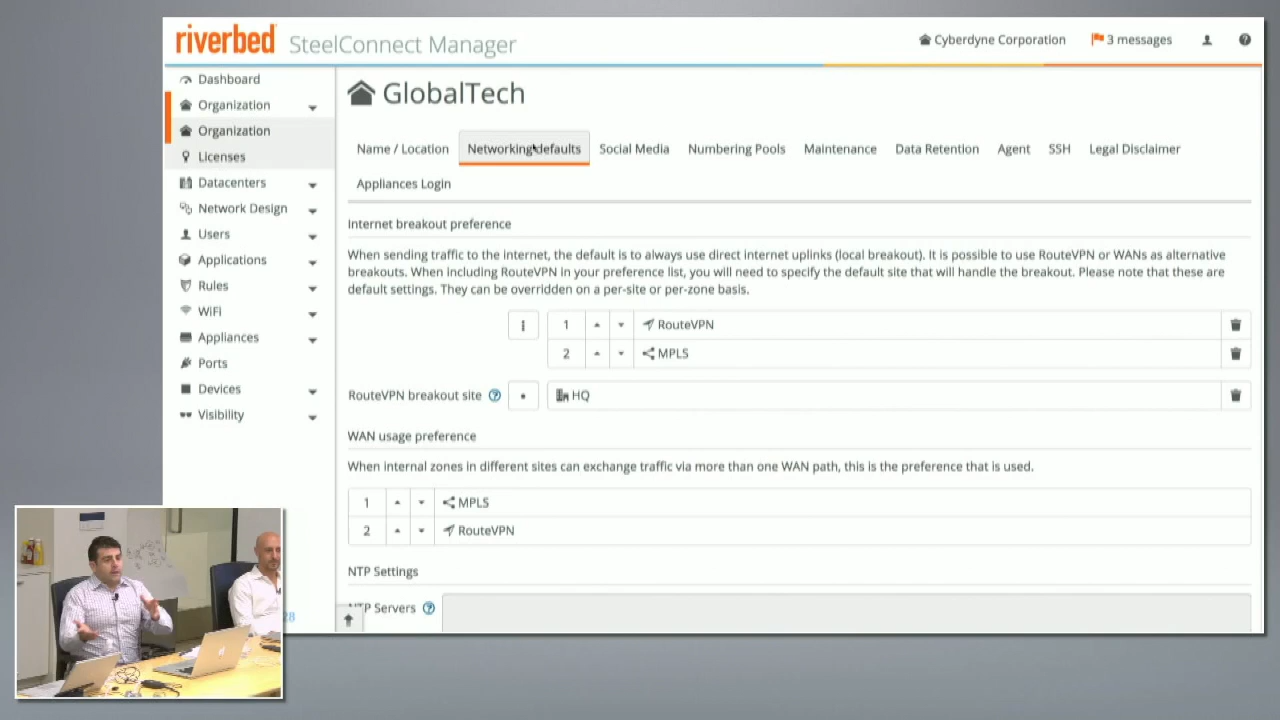 riverbed SteelConnect Manager
Cyberdyne Corporation 3 messages
Dashboard
Organization
Organization
Licenses
Datacenters
Network Design
Users
Applications
Rules
WiFi
Appliances
Ports
Devices
Visibility
28
GlobalTech
Name / Location Networking defaults Social Media Numbering Pools Maintenance Data Retention Agent SSH Legal Disclaimer
Appliances Login
Internet breakout preference
When sending traffic to the internet, the default is to always use direct internet uplinks (local breakout). It is possible to use RouteVPN or WANs as alternative
breakouts. When including RouteVPN in your preference list, you will need to specify the default site that will handle the breakout. Please note that these are
default settings. They can be overridden on a per-site or per-zone basis.
1 RouteVPN
2 MPLS
RouteVPN breakout site HQ
WAN usage preference
When internal zones in different sites can exchange traffic via more than one WAN path, this is the preference that is used.
1 MPLS
2 RouteVPN
NTP Settings
NTP Servers